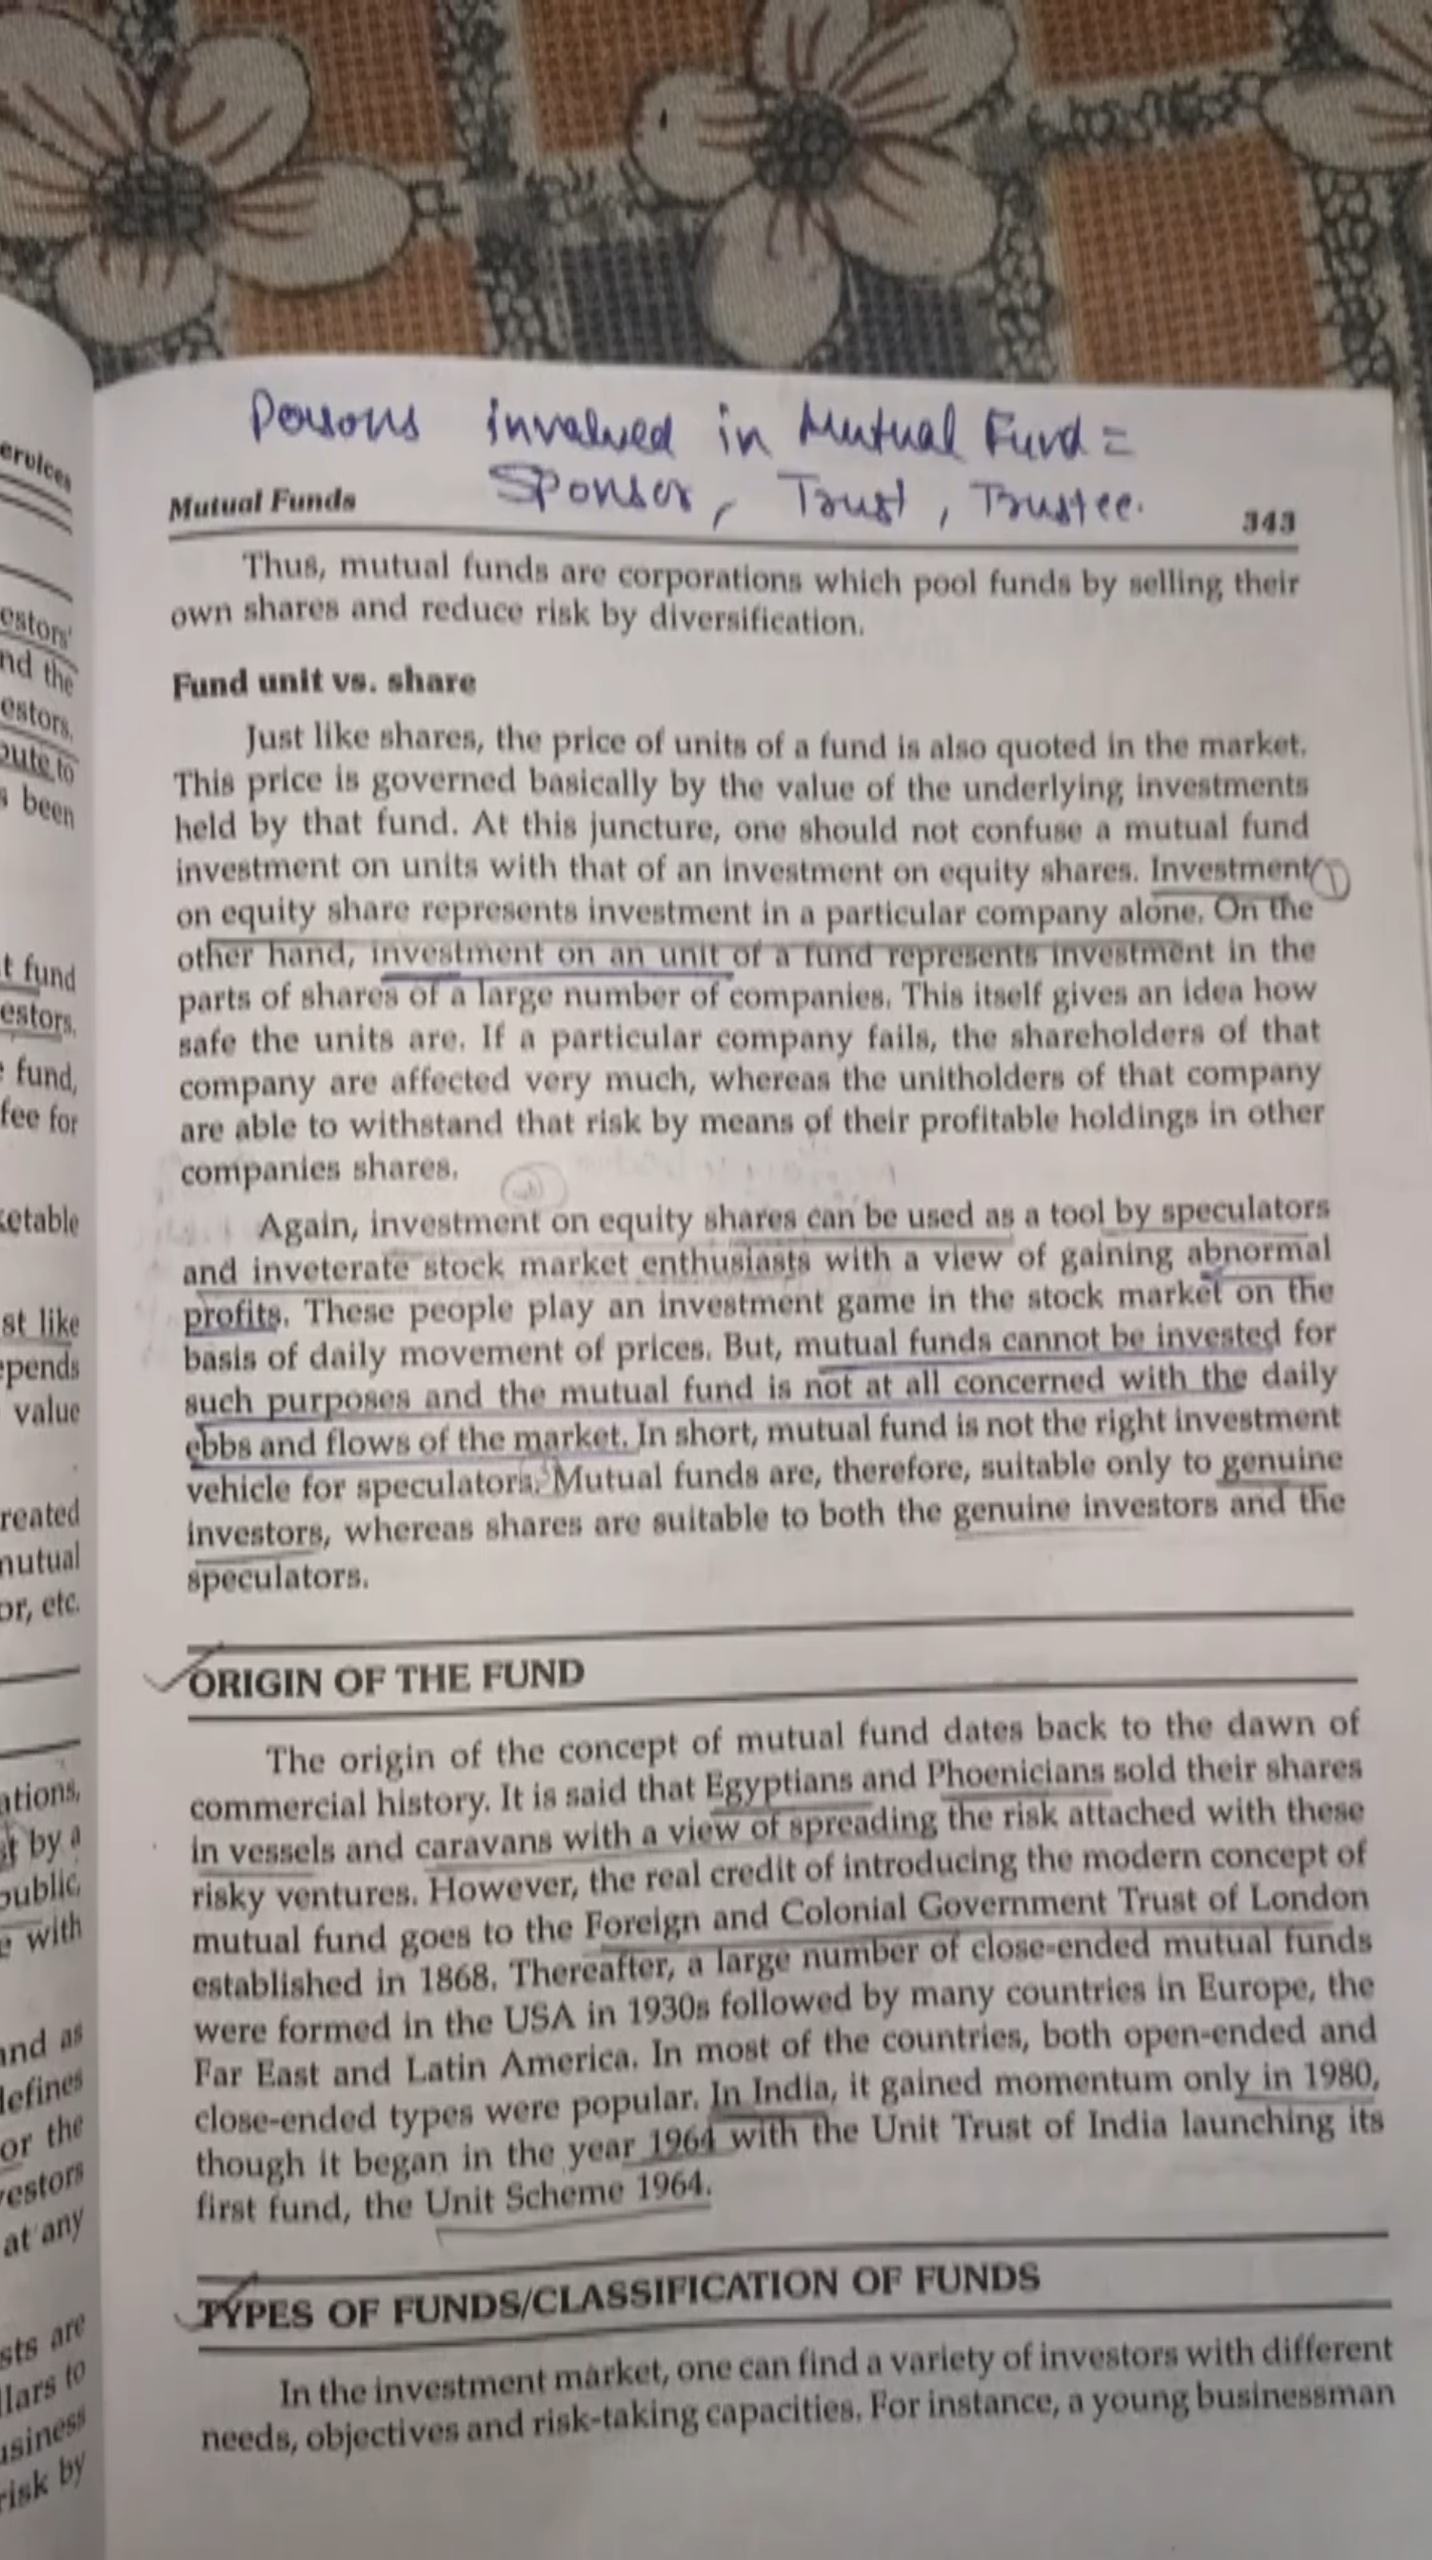 Persons involved in Mutual Fund =
Sponsor, Trust, Trustee.
Mutual Funds 343
Thus, mutual funds are corporations which pool funds by selling their
own shares and reduce risk by diversification.
Fund unit vs. share
Just like shares, the price of units of a fund is also quoted in the market.
This price is governed basically by the value of the underlying investments
held by that fund. At this juncture, one should not confuse a mutual fund
investment on units with that of an investment on equity shares. Investment 1
on equity share represents investment in a particular company alone. On the
other hand, investment on an unit of a fund represents investment in the
parts of shares of a large number of companies. This itself gives an idea how
safe the units are. If a particular company fails, the shareholders of that
company are affected very much, whereas the unitholders of that company
are able to withstand that risk by means of their profitable holdings in other
companies shares.
Again, investment on equity shares can be used as a tool by speculators
and inveterate stock market enthusiasts with a view of gaining abnormal
profits. These people play an investment game in the stock market on the
basis of daily movement of prices. But, mutual funds cannot be invested for
such purposes and the mutual fund is not at all concerned with the daily
ebbs and flows of the market. In short, mutual fund is not the right investment
vehicle for speculators. Mutual funds are, therefore, suitable only to genuine
investors, whereas shares are suitable to both the genuine investors and the
speculators.
ORIGIN OF THE FUND
The origin of the concept of mutual fund dates back to the dawn of
commercial history. It is said that Egyptians and Phoenicians sold their shares
in vessels and caravans with a view of spreading the risk attached with these
risky ventures. However, the real credit of introducing the modern concept of
mutual fund goes to the Foreign and Colonial Government Trust of London
established in 1868. Thereafter, a large number of close-ended mutual funds
were formed in the USA in 1930s followed by many countries in Europe, the
Far East and Latin America. In most of the countries, both open-ended and
close-ended types were popular. In India, it gained momentum only in 1980,
though it began in the year 1964 with the Unit Trust of India launching its
first fund, the Unit Scheme 1964.
TYPES OF FUNDS/CLASSIFICATION OF FUNDS
In the investment market, one can find a variety of investors with different
needs, objectives and risk-taking capacities. For instance, a young businessman